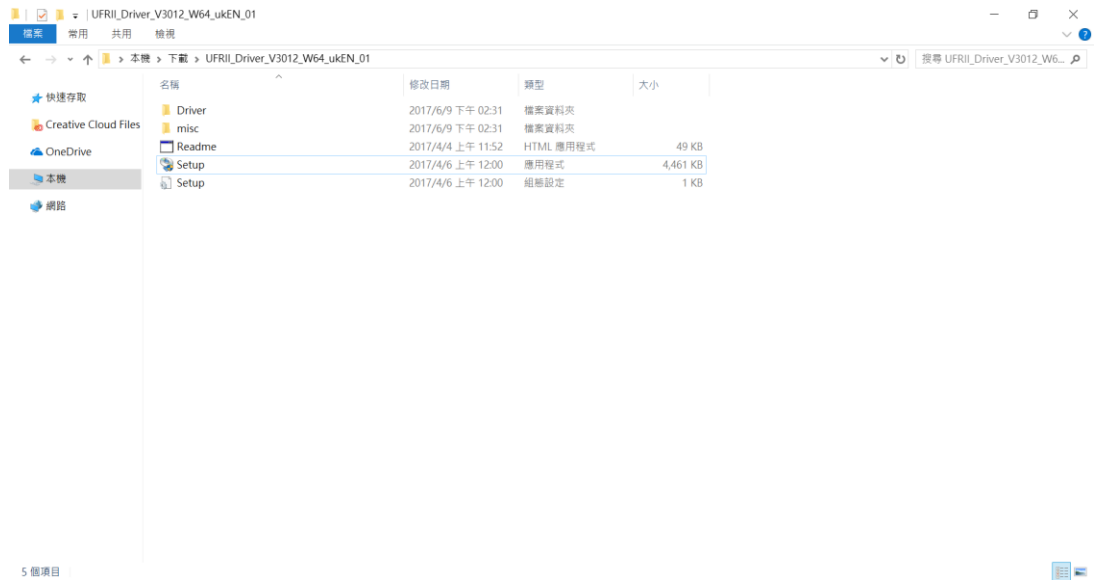 UFRII_Driver_V3012_W64_ukEN_01
檔案 常用 共用 檢視
本機 下載 UFRII_Driver_V3012_W64_ukEN_01 搜尋 UFRII_Driver_V3012_W6...
名稱 修改日期 類型 大小
快速存取
Creative Cloud Files
OneDrive
本機
網路
Driver 2017/6/9 下午 02:31 檔案資料夾
misc 2017/6/9 下午 02:31 檔案資料夾
Readme 2017/4/4 上午 11:52 HTML 應用程式 49 KB
Setup 2017/4/6 上午 12:00 應用程式 4,461 KB
Setup 2017/4/6 上午 12:00 組態設定 1 KB
5 個項目